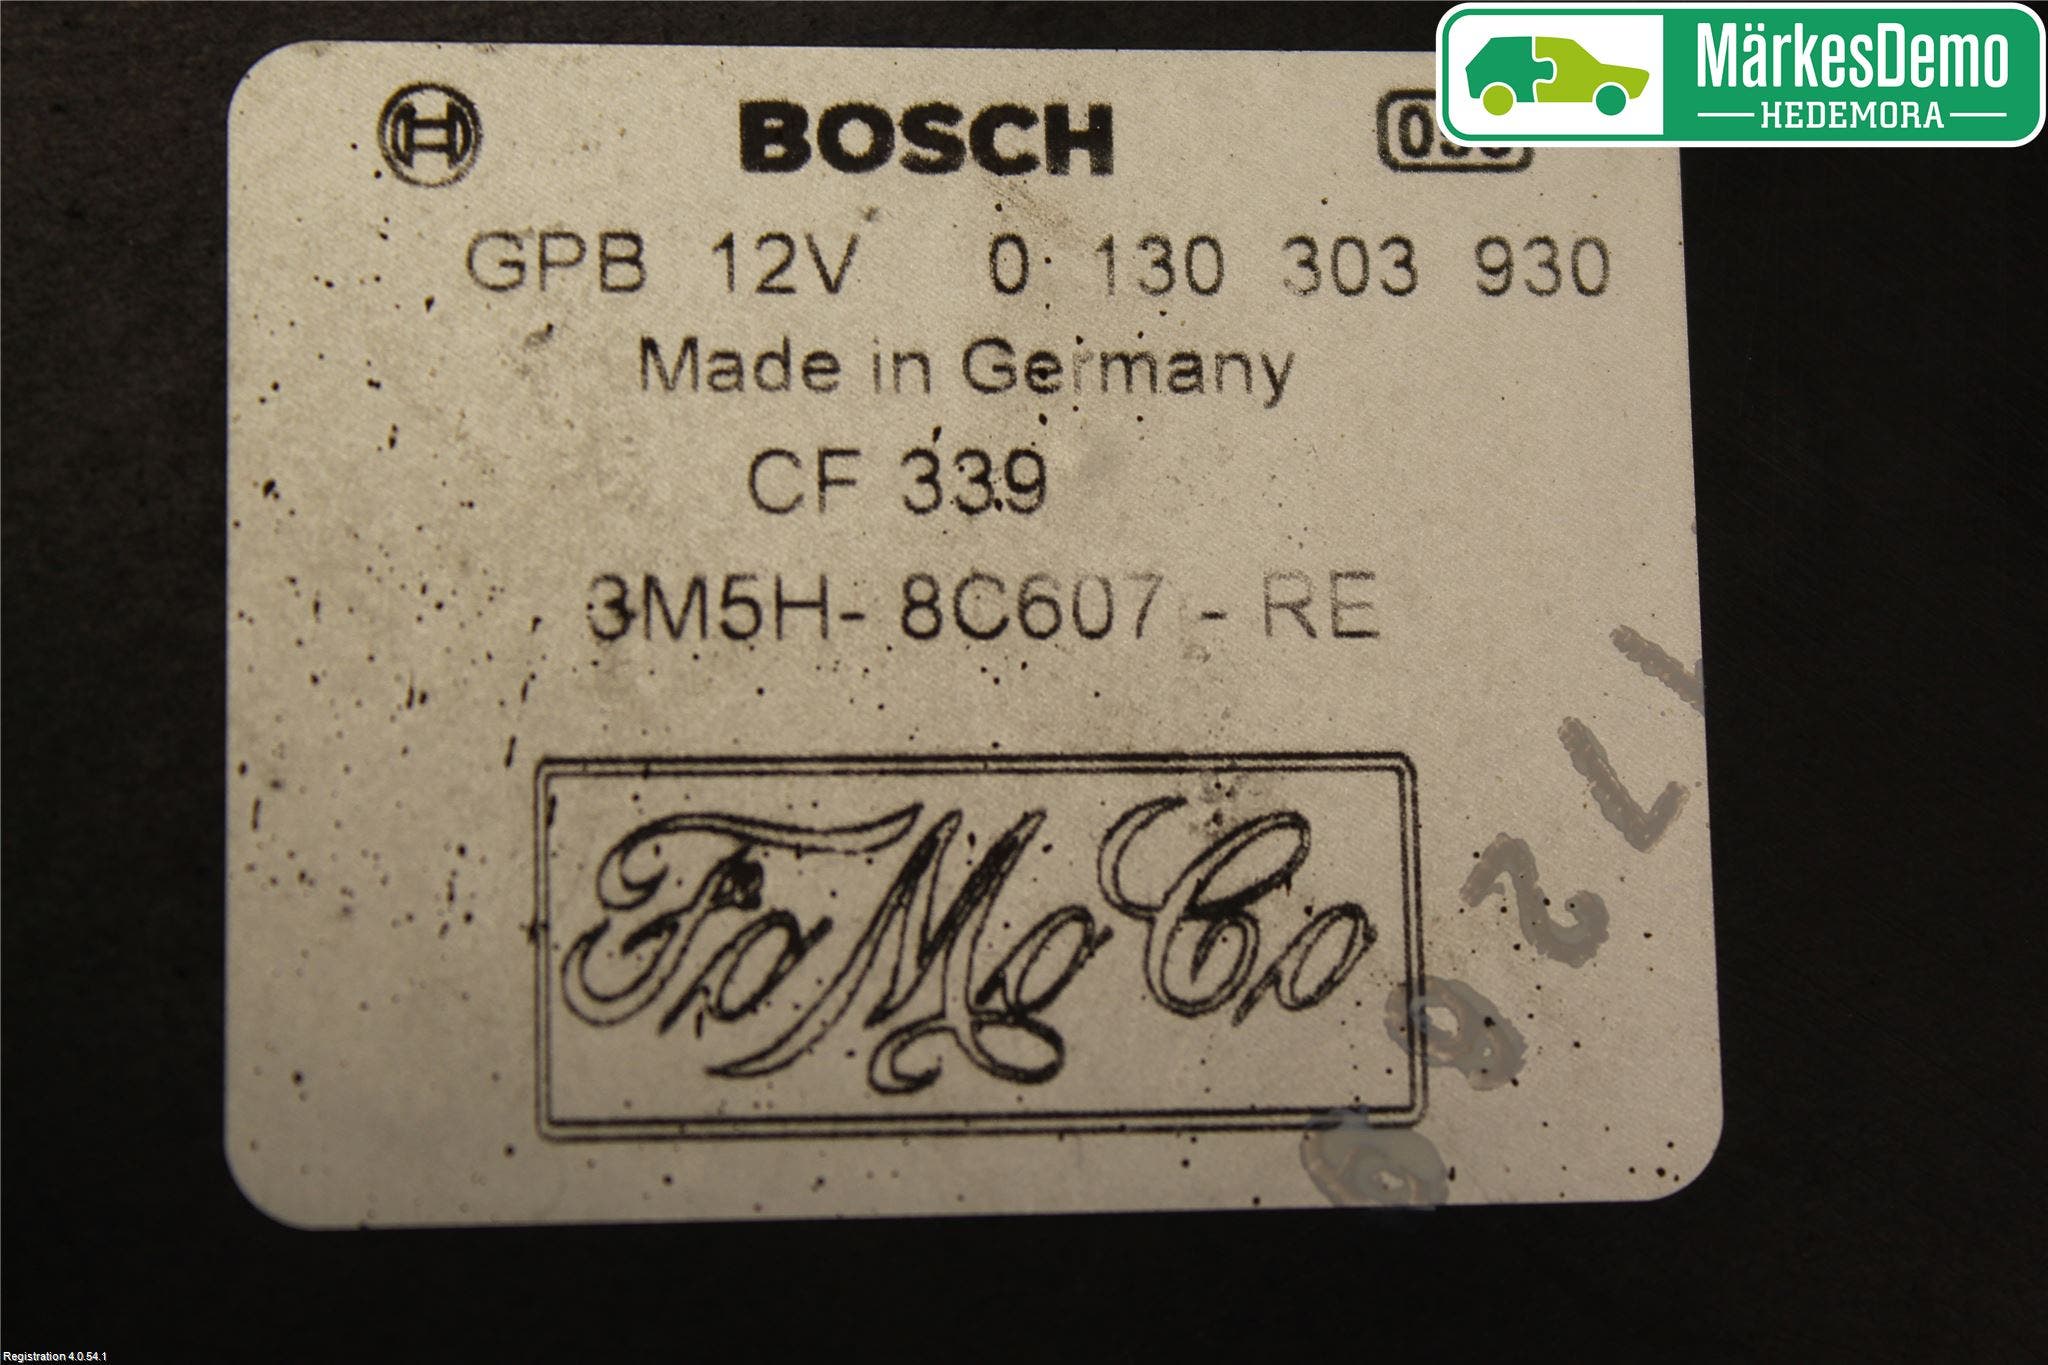 MärkesDemo
HEDEMORA
BOSCH
GPB 12V 0 130 303 930
Made in Germany
CF 339
3M5H- 8C607 - RE
FoMoCo
Registration 4.0.54.1